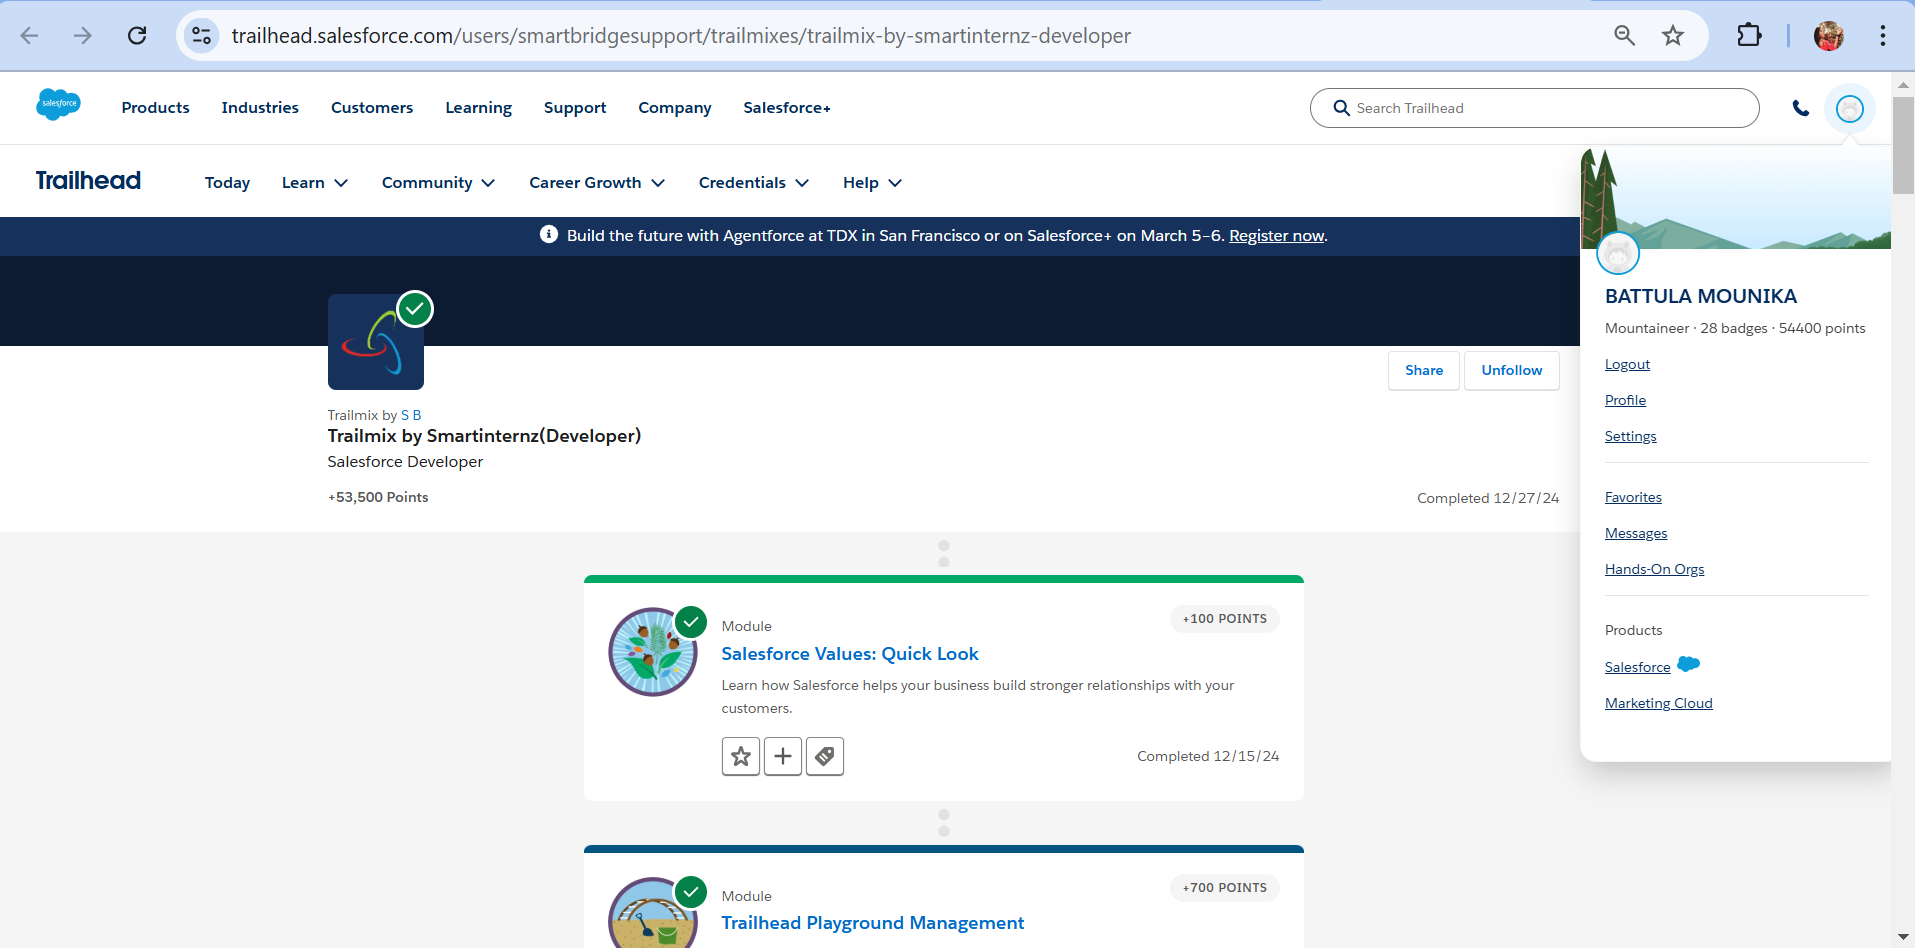 trailhead.salesforce.com/users/smartbridgesupport/trailmixes/trailmix-by-smartinternz-developer
salesforce
Products Industries Customers Learning Support Company Salesforce+
Search Trailhead
Trailhead
Today Learn Community Career Growth Credentials Help
Build the future with Agentforce at TDX in San Francisco or on Salesforce+ on March 5–6. Register now.
Share Unfollow
Trailmix by S B
Trailmix by Smartinternz(Developer)
Salesforce Developer
+53,500 Points
Completed 12/27/24
Module
+100 POINTS
Salesforce Values: Quick Look
Learn how Salesforce helps your business build stronger relationships with your
customers.
Completed 12/15/24
Module
+700 POINTS
Trailhead Playground Management
BATTULA MOUNIKA
Mountaineer · 28 badges · 54400 points
Logout
Profile
Settings
Favorites
Messages
Hands-On Orgs
Products
Salesforce
Marketing Cloud